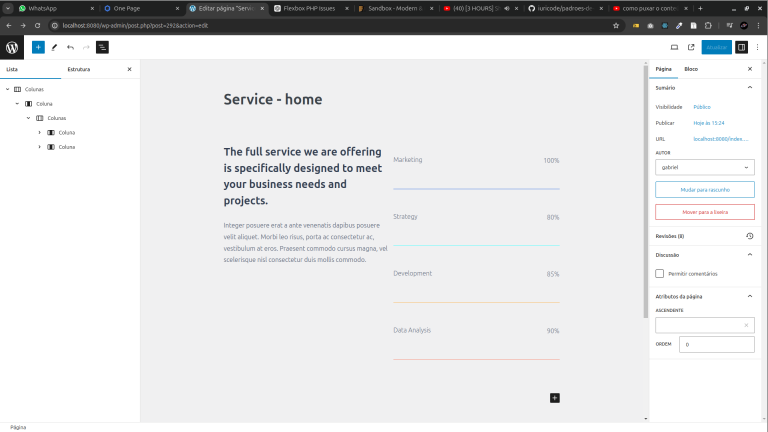 WhatsApp
One Page
Editar página "Servic
Flexbox PHP Issues
Sandbox - Modern &
(40) [3 HOURS] St
iuricode/padroes-de-
como puxar o conteú
localhost:8080/wp-admin/post.php?post=292&action=edit
Atualizar
Lista
Estrutura
Colunas
Coluna
Colunas
Coluna
Coluna
Service - home
The full service we are offering
is specifically designed to meet
your business needs and
projects.
Integer posuere erat a ante venenatis dapibus posuere
velit aliquet. Morbi leo risus, porta ac consectetur ac,
vestibulum at eros. Praesent commodo cursus magna, vel
scelerisque nisl consectetur duis mollis commodo.
Marketing 100%
Strategy 80%
Development 85%
Data Analysis 90%
Página
Bloco
Sumário
Visibilidade Público
Publicar Hoje às 15:24
URL localhost:8080/index....
AUTOR
gabriel
Mudar para rascunho
Mover para a lixeira
Revisões (8)
Discussão
Permitir comentários
Atributos da página
ASCENDENTE
ORDEM 0
Página